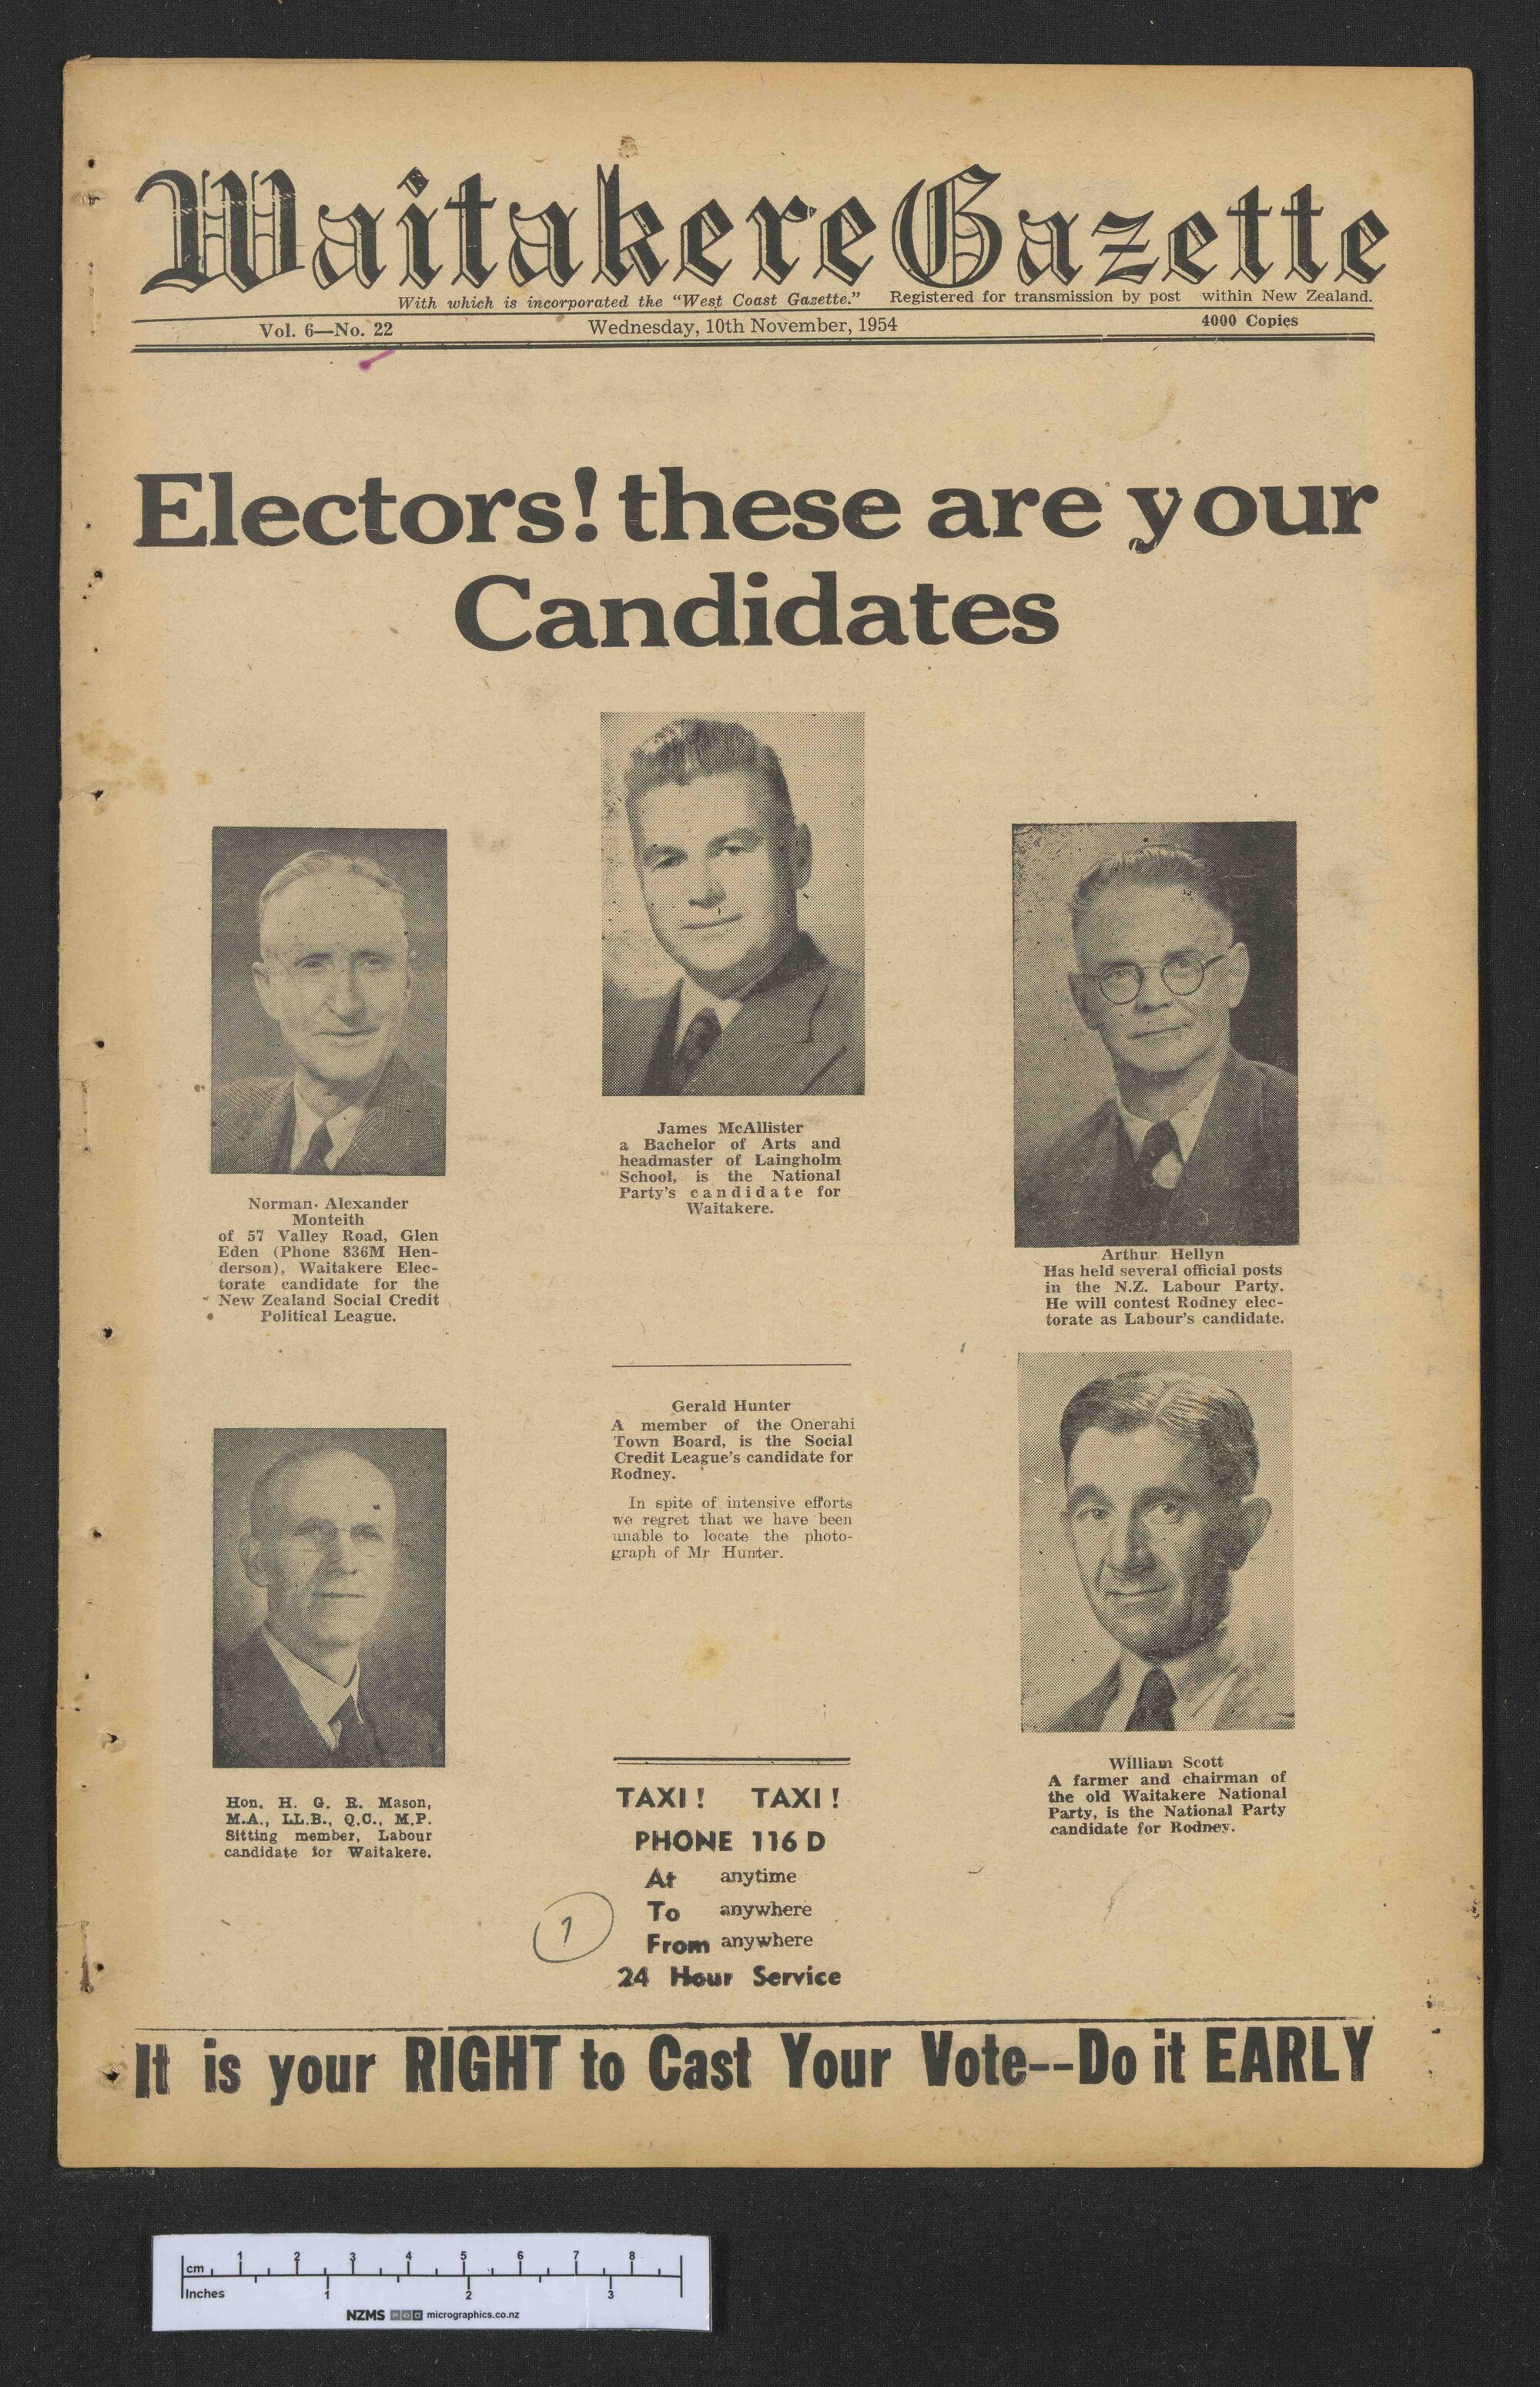 Waitakere Gazette
With which is incorporated the "West Coast Gazette." Registered for transmission by post within New Zealand.
Vol. 6—No. 22 Wednesday, 10th November, 1954 4000 Copies
Electors! these are your
Candidates
Norman Alexander
Monteith
of 57 Valley Road, Glen
Eden (Phone 836M Hen-
derson), Waitakere Elec-
torate candidate for the
New Zealand Social Credit
Political League.
Hon. H. G. R. Mason,
M.A., LL.B., Q.C., M.P.
Sitting member, Labour
candidate for Waitakere.
James McAllister
a Bachelor of Arts and
headmaster of Laingholm
School, is the National
Party's candidate for
Waitakere.
Gerald Hunter
A member of the Onerahi
Town Board, is the Social
Credit League's candidate for
Rodney.
In spite of intensive efforts
we regret that we have been
unable to locate the photo-
graph of Mr Hunter.
TAXI! TAXI!
PHONE 116 D
At anytime
To anywhere
From anywhere
24 Hour Service
1
Arthur Hellyn
Has held several official posts
in the N.Z. Labour Party.
He will contest Rodney elec-
torate as Labour's candidate.
William Scott
A farmer and chairman of
the old Waitakere National
Party, is the National Party
candidate for Rodney.
It is your RIGHT to Cast Your Vote--Do it EARLY
cm 1 2 3 4 5 6 7 8
Inches 1 2 3
NZMS micrographics.co.nz